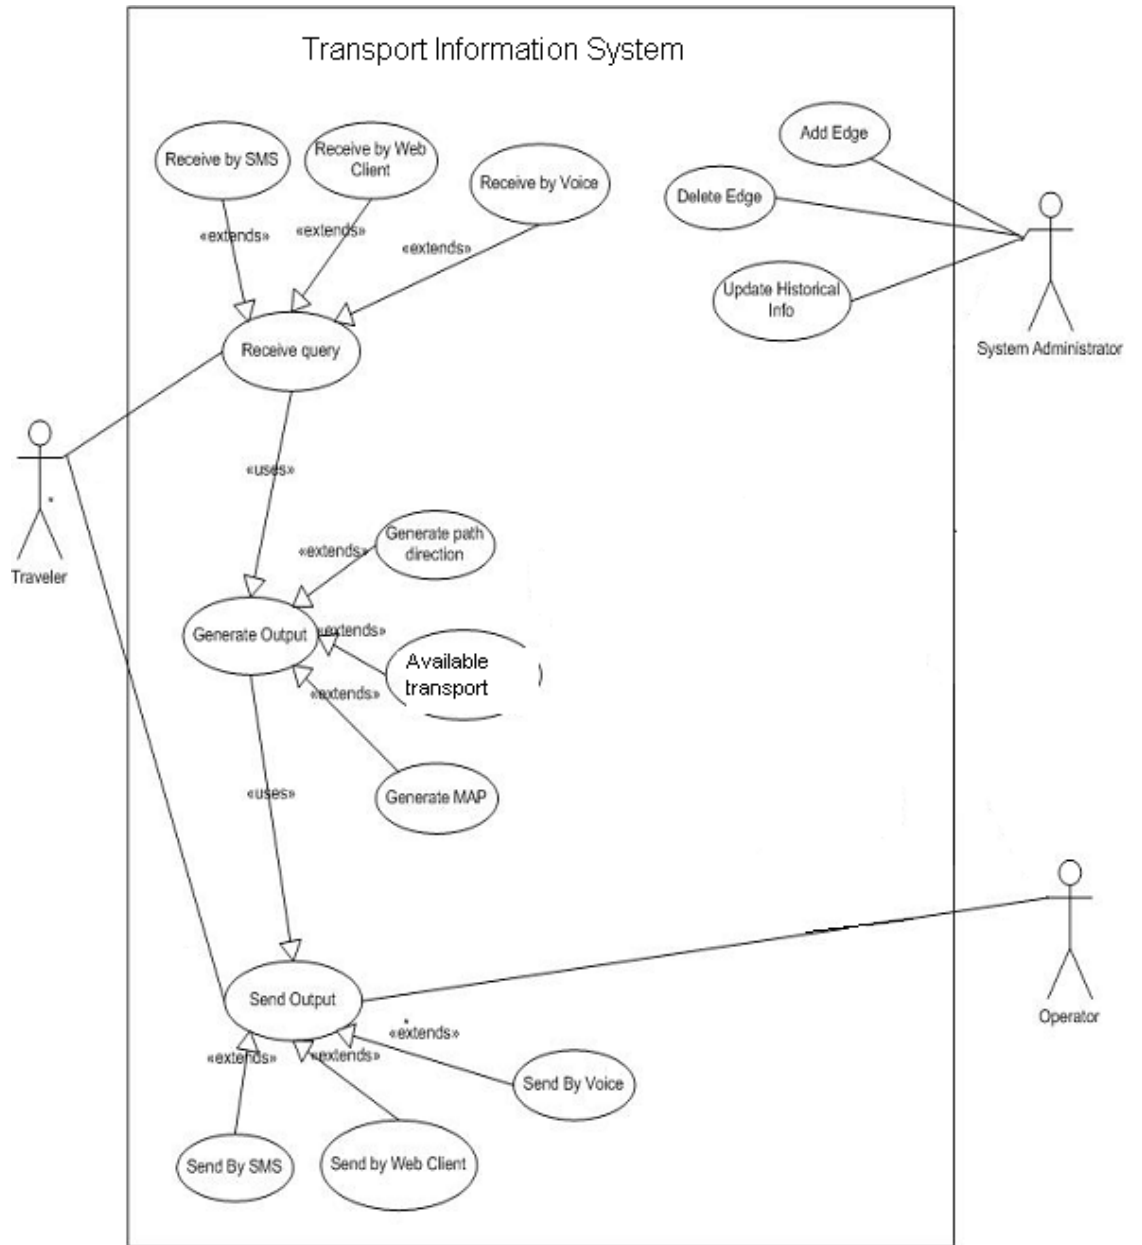 Transport Information System
Add Edge
Receive by SMS
Receive by Web
Client
Receive by Voice
Delete Edge
«extends»
«extends»
«extends»
Update Historical
Info
Receive query
System Administrator
«uses»
Traveler
Generate path
direction
«extends»
Generate Output
«extends»
Available
transport
«extends»
«uses»
Generate MAP
Send Output
Operator
«extends»
«extends»
«extends»
Send By Voice
Send By SMS
Send by Web Client